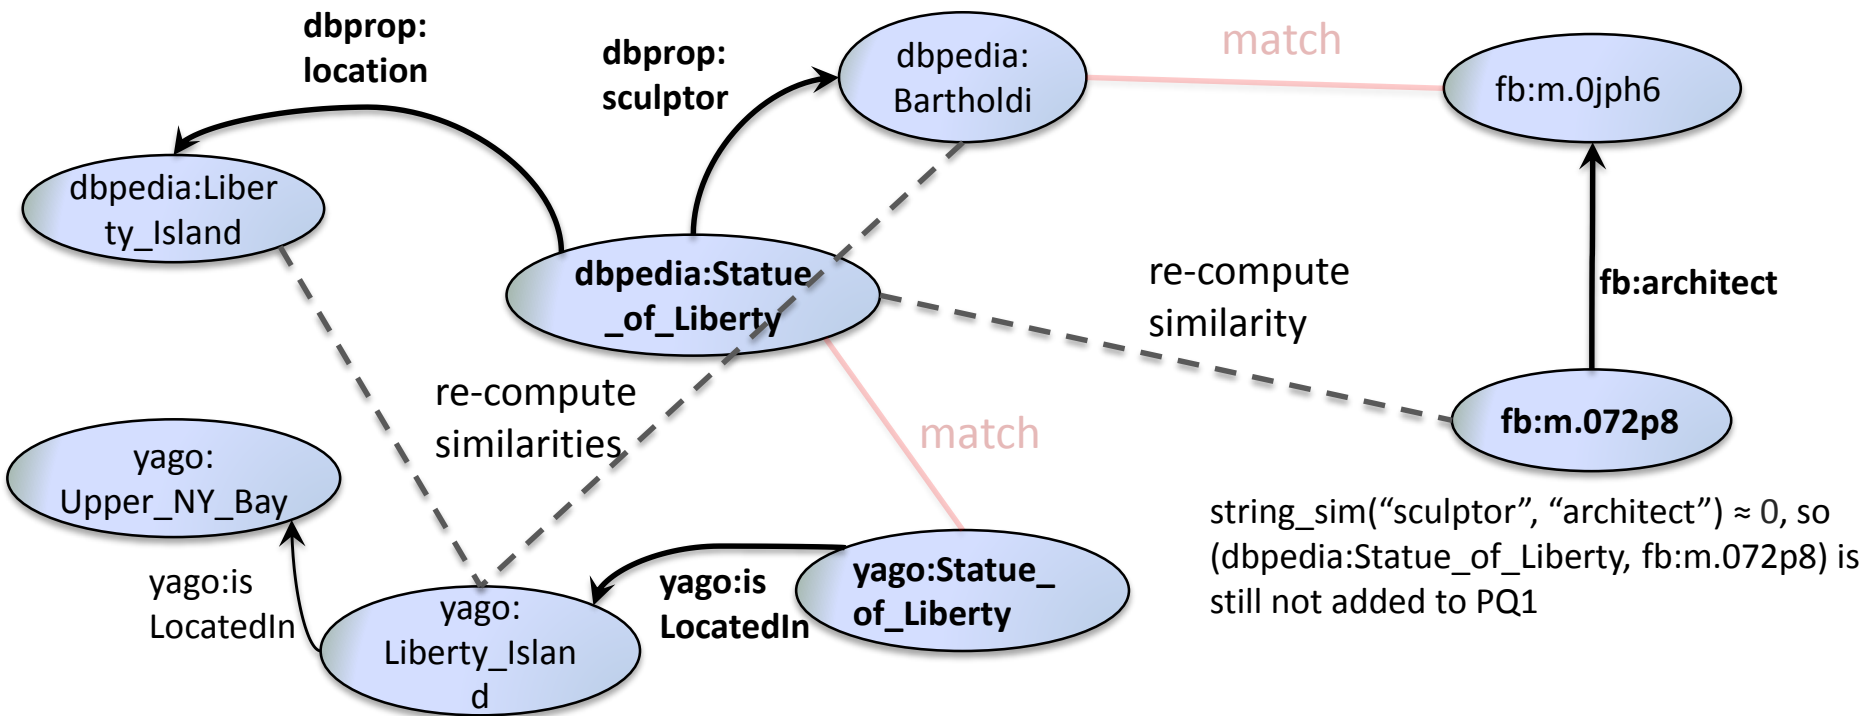 dbprop:
location
dbprop:
sculptor
dbpedia:
Bartholdi
match
fb:m.0jph6
dbpedia:Liber
ty_Island
dbpedia:Statue
_of_Liberty
re-compute
similarity
fb:architect
re-compute
similarities
match
fb:m.072p8
yago:
Upper_NY_Bay
string_sim(“sculptor”, “architect”) ≈ 0, so
(dbpedia:Statue_of_Liberty, fb:m.072p8) is
still not added to PQ1
yago:is
LocatedIn
yago:
Liberty_Islan
d
yago:is
LocatedIn
yago:Statue_
of_Liberty